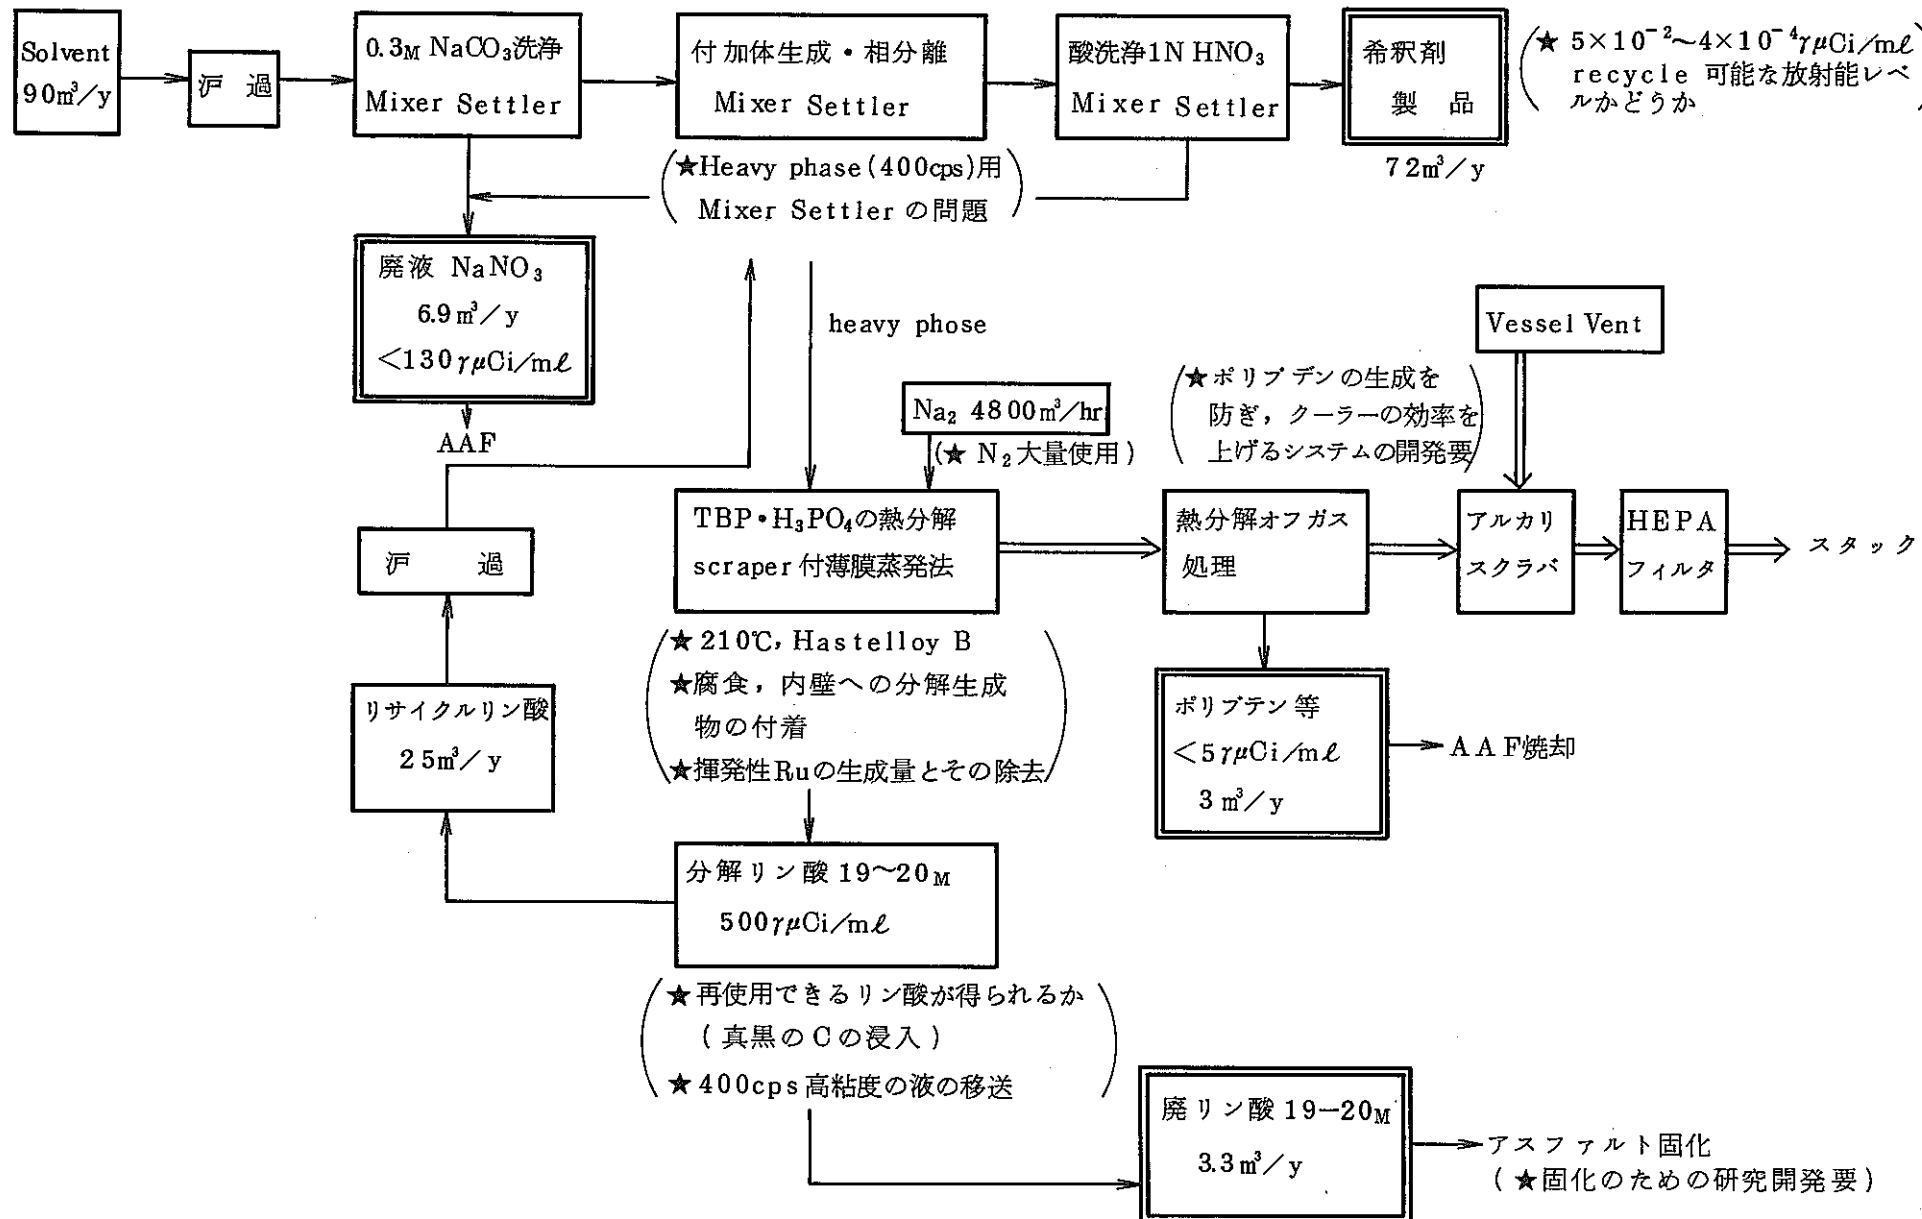 Solvent
90m³/y
沪 過
0.3M NaCO₃洗浄
Mixer Settler
付加体生成・相分離
Mixer Settler
酸洗浄1N HNO₃
Mixer Settler
希釈剤
製 品
72m³/y
★ 5×10⁻²~4×10⁻⁴γμCi/mℓ
recycle 可能な放射能レベ
ルかどうか
★Heavy phase(400cps)用
Mixer Settlerの問題
廃液 NaNO₃
6.9m³/y
<130γμCi/mℓ
AAF
heavy phose
Na₂ 4800m³/hr
(★ N₂大量使用)
★ポリブデンの生成を
防ぎ,クーラーの効率を
上げるシステムの開発要
Vessel Vent
沪 過
TBP・H₃PO₄の熱分解
scraper付薄膜蒸発法
熱分解オフガス
処理
アルカリ
スクラバ
HEPA
フィルタ
スタック
★210℃, Hastelloy B
★腐食,内壁への分解生成
物の付着
★揮発性Ruの生成量とその除去
リサイクルリン酸
25m³/y
ポリブテン等
<5γμCi/mℓ
3m³/y
AAF焼却
分解リン酸19~20M
500γμCi/mℓ
★再使用できるリン酸が得られるか
(真黒のCの浸入)
★400cps高粘度の液の移送
廃リン酸19-20M
3.3m³/y
アスファルト固化
(★固化のための研究開発要)